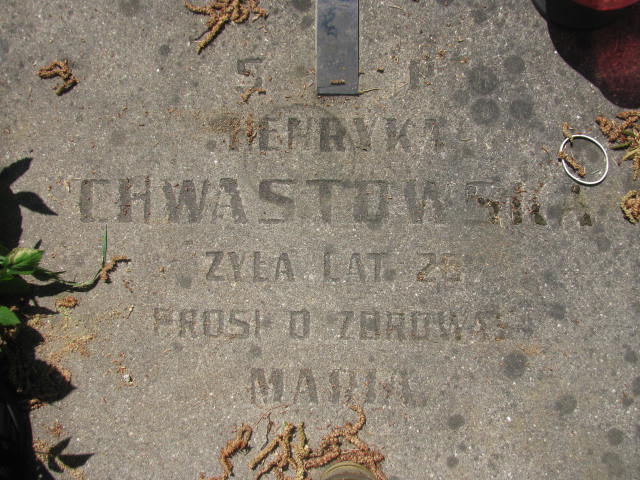 Ś P
HENRYKA
CHWASTOWSKA
ŻYŁA LAT 26
PROSI O ZDROWAŚ
MARIA